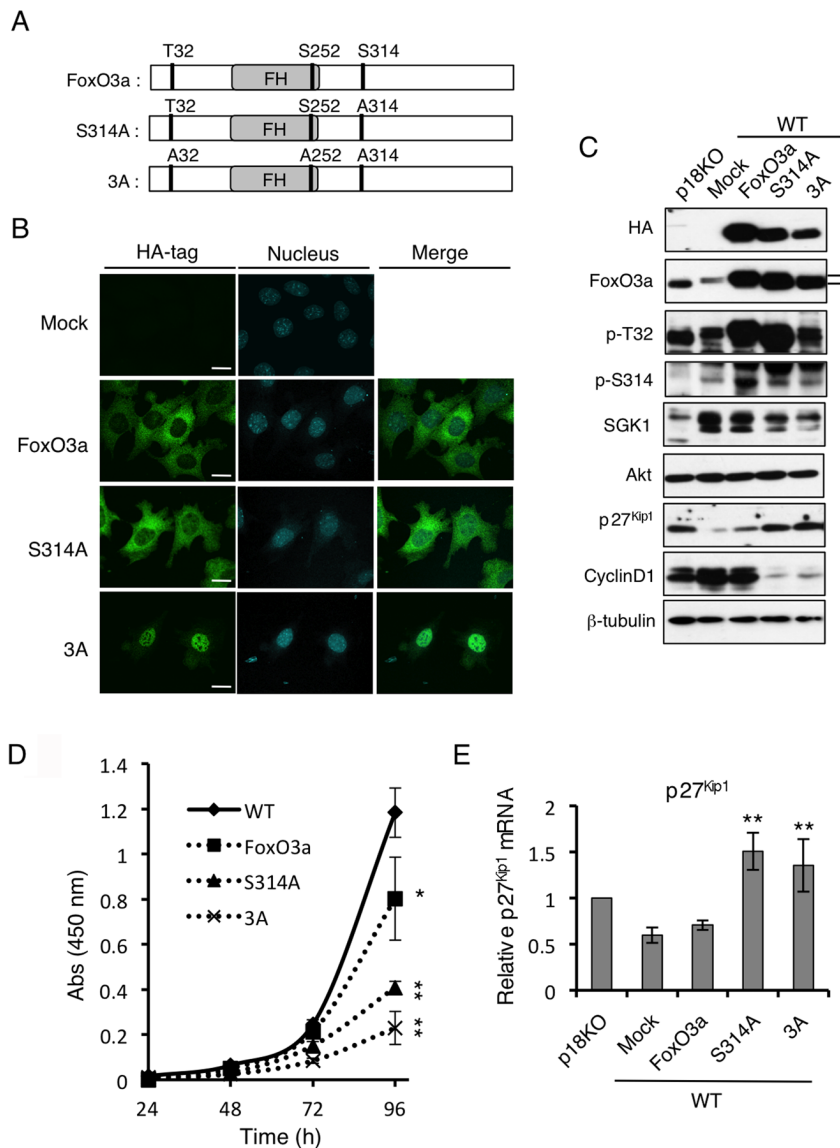 A
T32 S252 S314
FoxO3a : FH
T32 S252 A314
S314A : FH
A32 A252 A314
3A : FH
B
HA-tag Nucleus Merge
Mock
FoxO3a
S314A
3A
C
WT
p18KO Mock FoxO3a S314A 3A
HA
FoxO3a
p-T32
p-S314
SGK1
Akt
p27Kip1
CyclinD1
β-tubulin
D
Abs (450 nm)
1.4
1.2
1
0.8
0.6
0.4
0.2
0
24 48 72 96
Time (h)
WT
FoxO3a
S314A
3A
*
**
**
E
p27Kip1
Relative p27Kip1 mRNA
2
1.5
1
0.5
0
** **
p18KO Mock FoxO3a S314A 3A
WT